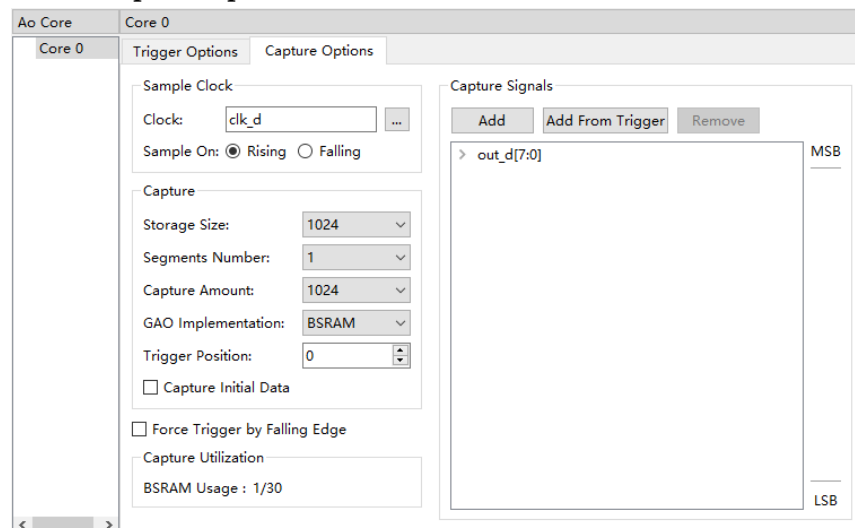 Ao Core
Core 0
Core 0
Trigger Options
Capture Options
Sample Clock
Clock:
clk_d
...
Sample On:
Rising
Falling
Capture
Storage Size:
1024
Segments Number:
1
Capture Amount:
1024
GAO Implementation:
BSRAM
Trigger Position:
0
Capture Initial Data
Force Trigger by Falling Edge
Capture Utilization
BSRAM Usage : 1/30
Capture Signals
Add
Add From Trigger
Remove
out_d[7:0]
MSB
LSB